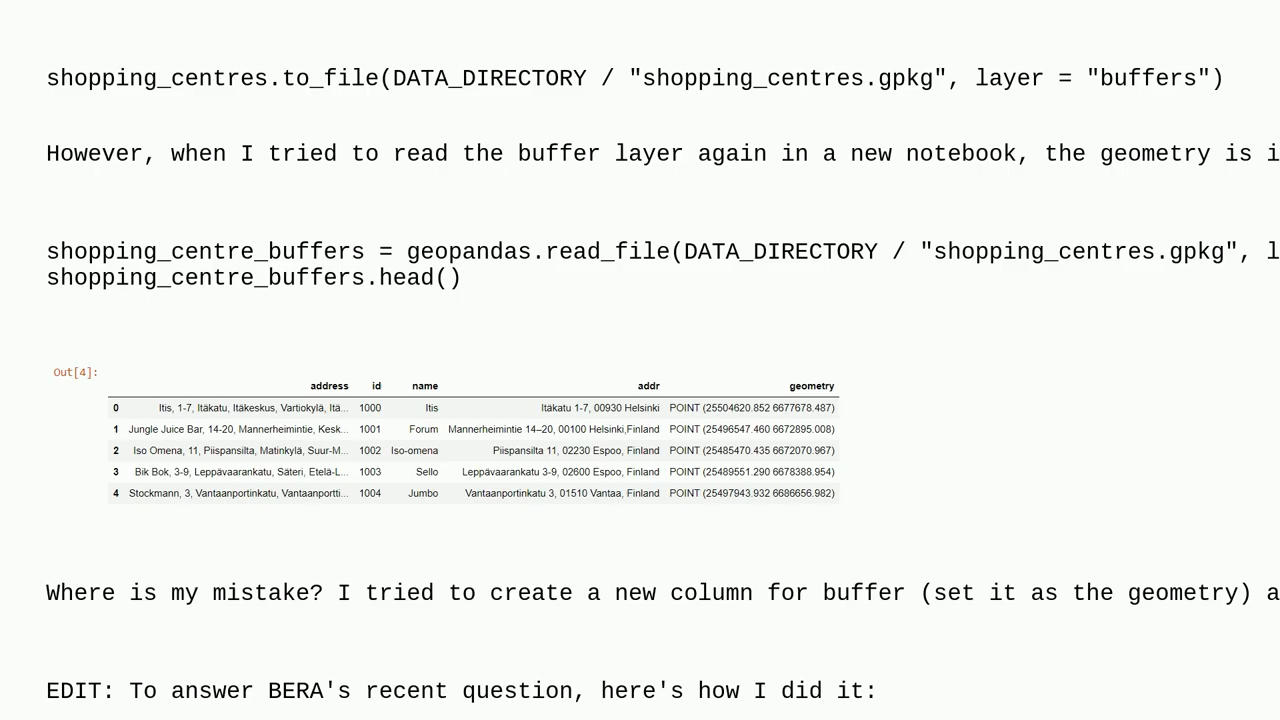 shopping_centres.to_file(DATA_DIRECTORY / "shopping_centres.gpkg", layer = "buffers")
However, when I tried to read the buffer layer again in a new notebook, the geometry is i
shopping_centre_buffers = geopandas.read_file(DATA_DIRECTORY / "shopping_centres.gpkg", l
shopping_centre_buffers.head()
Out[4]:
address id name addr geometry
0 Itis, 1-7, Itäkatu, Itäkeskus, Vartiokylä, Itä... 1000 Itis Itäkatu 1-7, 00930 Helsinki POINT (25504620.852 6677678.487)
1 Jungle Juice Bar, 14-20, Mannerheimintie, Kesk... 1001 Forum Mannerheimintie 14–20, 00100 Helsinki,Finland POINT (25496547.460 6672895.008)
2 Iso Omena, 11, Piispansilta, Matinkylä, Suur-M... 1002 Iso-omena Piispansilta 11, 02230 Espoo, Finland POINT (25485470.435 6672070.967)
3 Bik Bok, 3-9, Leppävaarankatu, Säteri, Etelä-L... 1003 Sello Leppävaarankatu 3-9, 02600 Espoo, Finland POINT (25489551.290 6678388.954)
4 Stockmann, 3, Vantaanportinkatu, Vantaanportti... 1004 Jumbo Vantaanportinkatu 3, 01510 Vantaa, Finland POINT (25497943.932 6686656.982)
Where is my mistake? I tried to create a new column for buffer (set it as the geometry) a
EDIT: To answer BERA's recent question, here's how I did it: